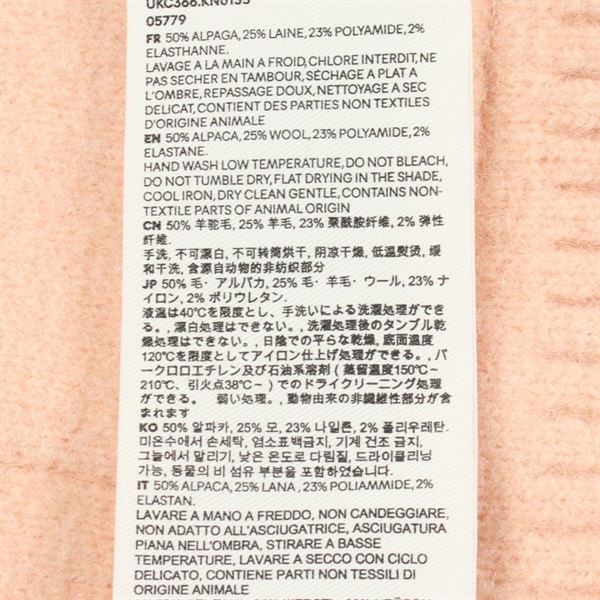 UKC366.KN0135
05779
FR 50% ALPAGA, 25% LAINE, 23% POLYAMIDE, 2%
ELASTHANNE.
LAVAGE A LA MAIN A FROID, CHLORE INTERDIT, NE
PAS SECHER EN TAMBOUR, SÉCHAGE A PLAT A
L'OMBRE, REPASSAGE DOUX, NETTOYAGE A SEC
DELICAT, CONTIENT DES PARTIES NON TEXTILES
D'ORIGINE ANIMALE
EN 50% ALPACA, 25% WOOL, 23% POLYAMIDE, 2%
ELASTANE.
HAND WASH LOW TEMPERATURE, DO NOT BLEACH,
DO NOT TUMBLE DRY, FLAT DRYING IN THE SHADE,
COOL IRON, DRY CLEAN GENTLE, CONTAINS NON-
TEXTILE PARTS OF ANIMAL ORIGIN
CN 50% 羊驼毛, 25% 羊毛, 23% 聚酰胺纤维, 2% 弹性
纤维.
手洗, 不可漂白, 不可转筒烘干, 阴凉干燥, 低温熨烫, 缓
和干洗, 含源自动物的非纺织部分
JP 50% 毛・アルパカ, 25% 毛・羊毛・ウール, 23% ナ
イロン, 2% ポリウレタン.
液温は40℃を限度とし、手洗いによる洗濯処理ができ
る。, 漂白処理はできない。, 洗濯処理後のタンブル乾
燥処理はできない。, 日陰での平らな乾燥, 底面温度
120℃を限度としてアイロン仕上げ処理ができる。, パ
ークロロエチレン及び石油系溶剤（蒸留温度150℃～
210℃、引火点38℃～）でのドライクリーニング処理
ができる。 弱い処理。, 動物由来の非繊維性部分が含
まれます
KO 50% 알파카, 25% 모, 23% 나일론, 2% 폴리우레탄.
미온수에서 손세탁, 염소표백금지, 기계 건조 금지,
그늘에서 말리기, 낮은 온도로 다림질, 드라이클리닝
가능, 동물의 비 섬유 부분을 포함하였습니다.
IT 50% ALPACA, 25% LANA, 23% POLIAMMIDE, 2%
ELASTAN.
LAVARE A MANO A FREDDO, NON CANDEGGIARE,
NON ADATTO ALL'ASCIUGATRICE, ASCIUGATURA
PIANA NELL'OMBRA, STIRARE A BASSE
TEMPERATURE, LAVARE A SECCO CON CICLO
DELICATO, CONTIENE PARTI NON TESSILI DI
ORIGINE ANIMALE